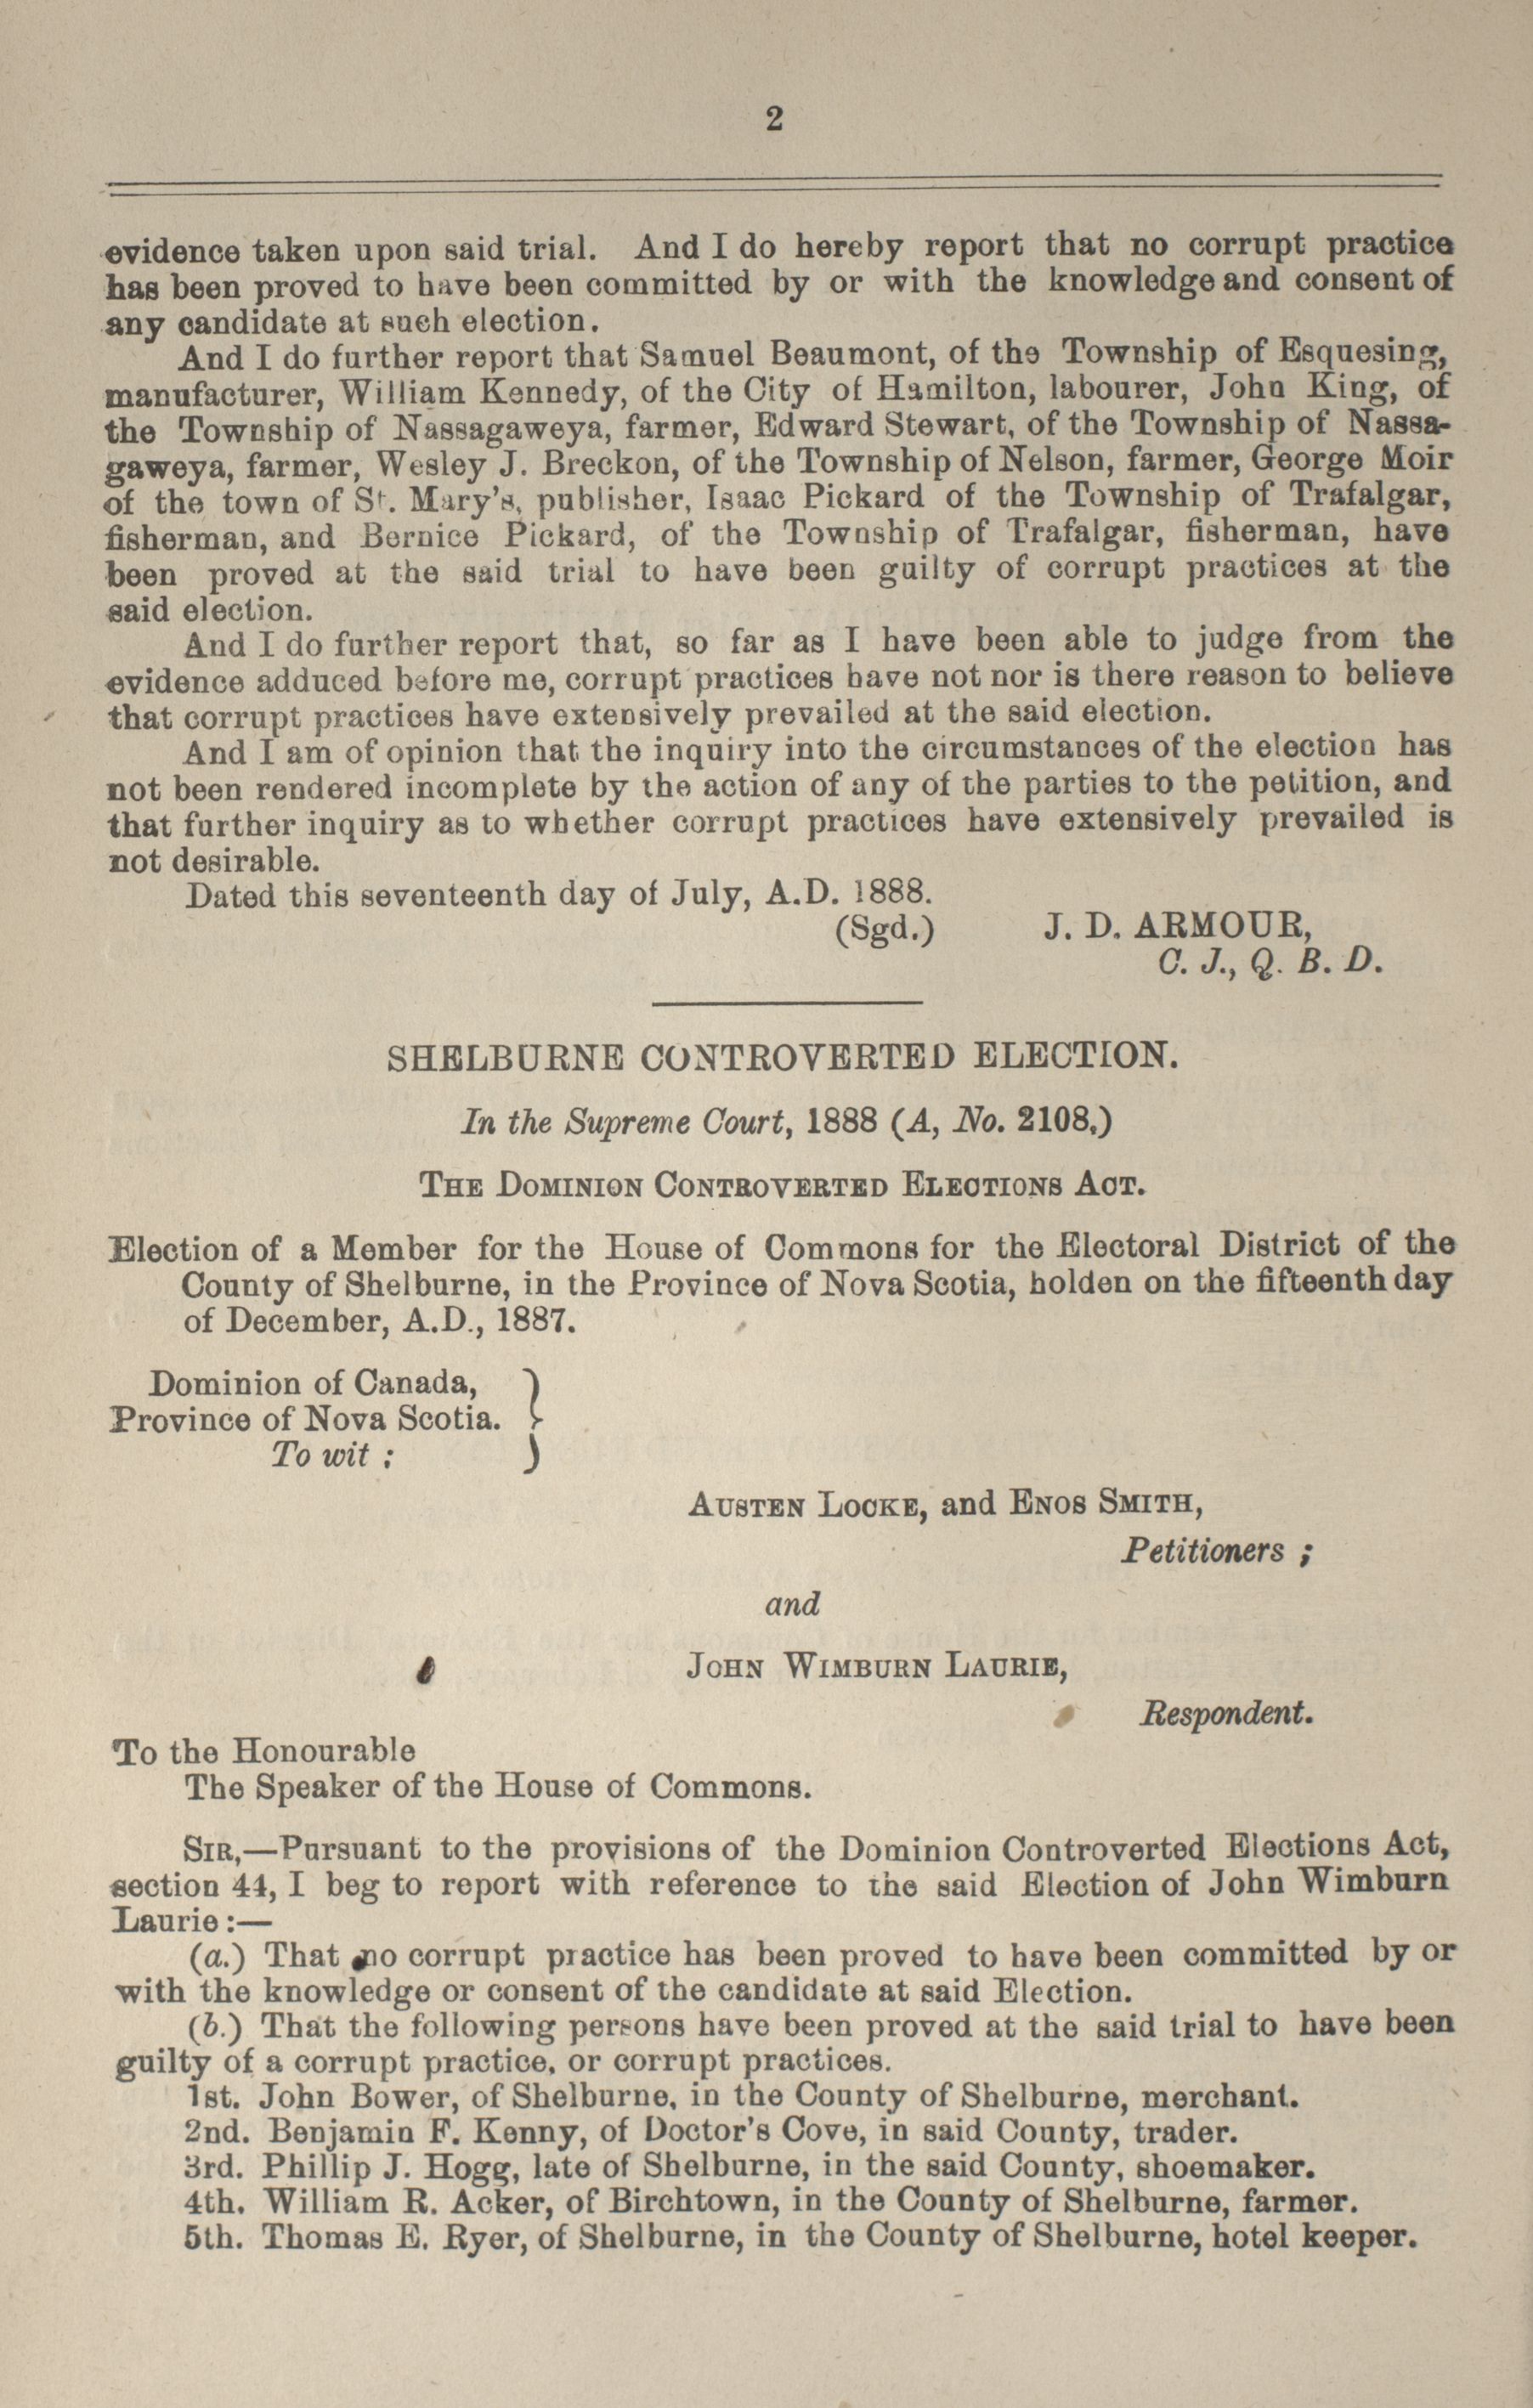 2
evidence taken upon said trial. And I do hereby report that no corrupt practice
has been proved to have been committed by or with the knowledge and consent of
any candidate at such election.
And I do further report that Samuel Beaumont, of the Township of Esquesing,
manufacturer, William Kennedy, of the City of Hamilton, labourer, John King, of
the Township of Nassagaweya, farmer, Edward Stewart, of the Township of Nassa-
gaweya, farmer, Wesley J. Breckon, of the Township of Nelson, farmer, George Moir
of the town of St. Mary's, publisher, Isaac Pickard of the Township of Trafalgar,
fisherman, and Bernice Pickard, of the Township of Trafalgar, fisherman, have
been proved at the said trial to have been guilty of corrupt practices at the
said election.
And I do further report that, so far as I have been able to judge from the
evidence adduced before me, corrupt practices have not nor is there reason to believe
that corrupt practices have extensively prevailed at the said election.
And I am of opinion that the inquiry into the circumstances of the election has
not been rendered incomplete by the action of any of the parties to the petition, and
that further inquiry as to whether corrupt practices have extensively prevailed is
not desirable.
Dated this seventeenth day of July, A.D. 1888.
(Sgd.) J. D. ARMOUR,
C. J., Q. B. D.
SHELBURNE CONTROVERTED ELECTION.
In the Supreme Court, 1888 (A, No. 2108.)
THE DOMINION CONTROVERTED ELECTIONS ACT.
Election of a Member for the House of Commons for the Electoral District of the
County of Shelburne, in the Province of Nova Scotia, holden on the fifteenth day
of December, A.D., 1887.
Dominion of Canada,
Province of Nova Scotia.
To wit :
AUSTEN LOCKE, and ENOS SMITH,
Petitioners ;
and
JOHN WIMBURN LAURIE,
Respondent.
To the Honourable
The Speaker of the House of Commons.
SIR,—Pursuant to the provisions of the Dominion Controverted Elections Act,
section 44, I beg to report with reference to the said Election of John Wimburn
Laurie :—
(a.) That no corrupt practice has been proved to have been committed by or
with the knowledge or consent of the candidate at said Election.
(b.) That the following persons have been proved at the said trial to have been
guilty of a corrupt practice, or corrupt practices.
1st. John Bower, of Shelburne, in the County of Shelburne, merchant.
2nd. Benjamin F. Kenny, of Doctor's Cove, in said County, trader.
3rd. Phillip J. Hogg, late of Shelburne, in the said County, shoemaker.
4th. William R. Acker, of Birchtown, in the County of Shelburne, farmer.
5th. Thomas E. Ryer, of Shelburne, in the County of Shelburne, hotel keeper.